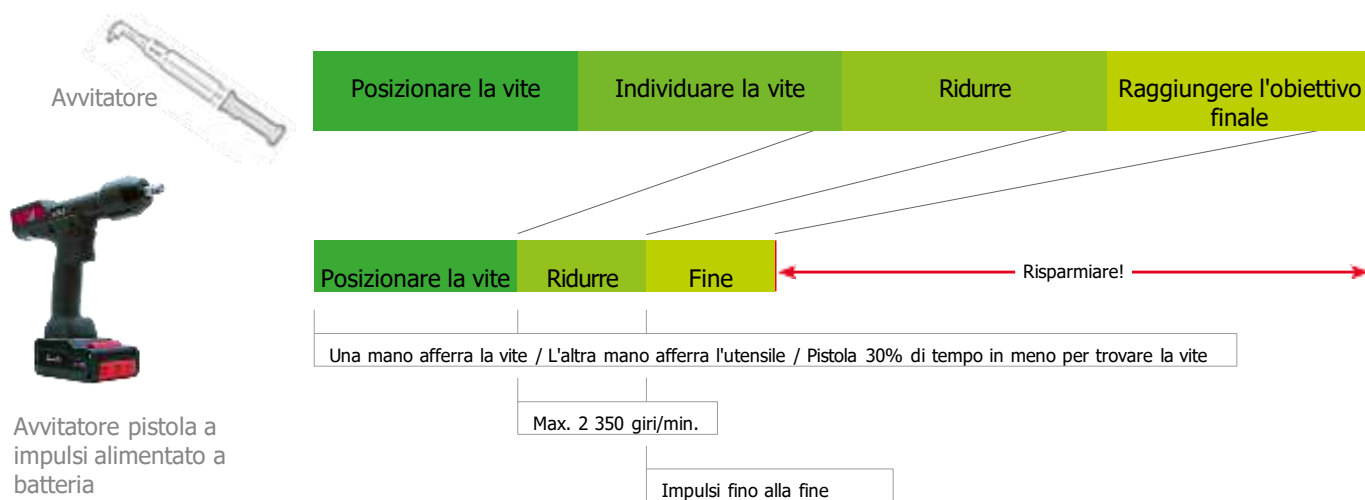 Avvitatore
Posizionare la vite
Individuare la vite
Ridurre
Raggiungere l'obiettivo
finale
Posizionare la vite
Ridurre
Fine
Risparmiare!
Una mano afferra la vite / L'altra mano afferra l'utensile / Pistola 30% di tempo in meno per trovare la vite
Max. 2 350 giri/min.
Impulsi fino alla fine
Avvitatore pistola a
impulsi alimentato a
batteria